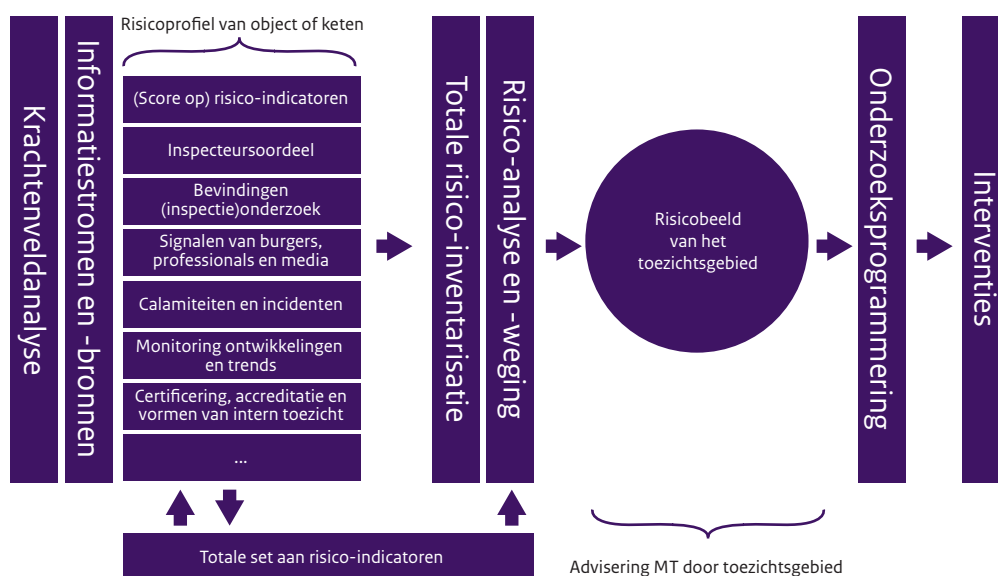 Risicoprofiel van object of keten
Krachtenveldanalyse
Informatiestromen en -bronnen
(Score op) risico-indicatoren
Inspecteursoordeel
Bevindingen
(inspectie)onderzoek
Signalen van burgers,
professionals en media
Calamiteiten en incidenten
Monitoring ontwikkelingen
en trends
Certificering, accreditatie en
vormen van intern toezicht
...
Totale risico-inventarisatie
Risico-analyse en -weging
Risicobeeld
van het
toezichtsgebied
Onderzoeksprogrammering
Interventies
Totale set aan risico-indicatoren
Advisering MT door toezichtsgebied